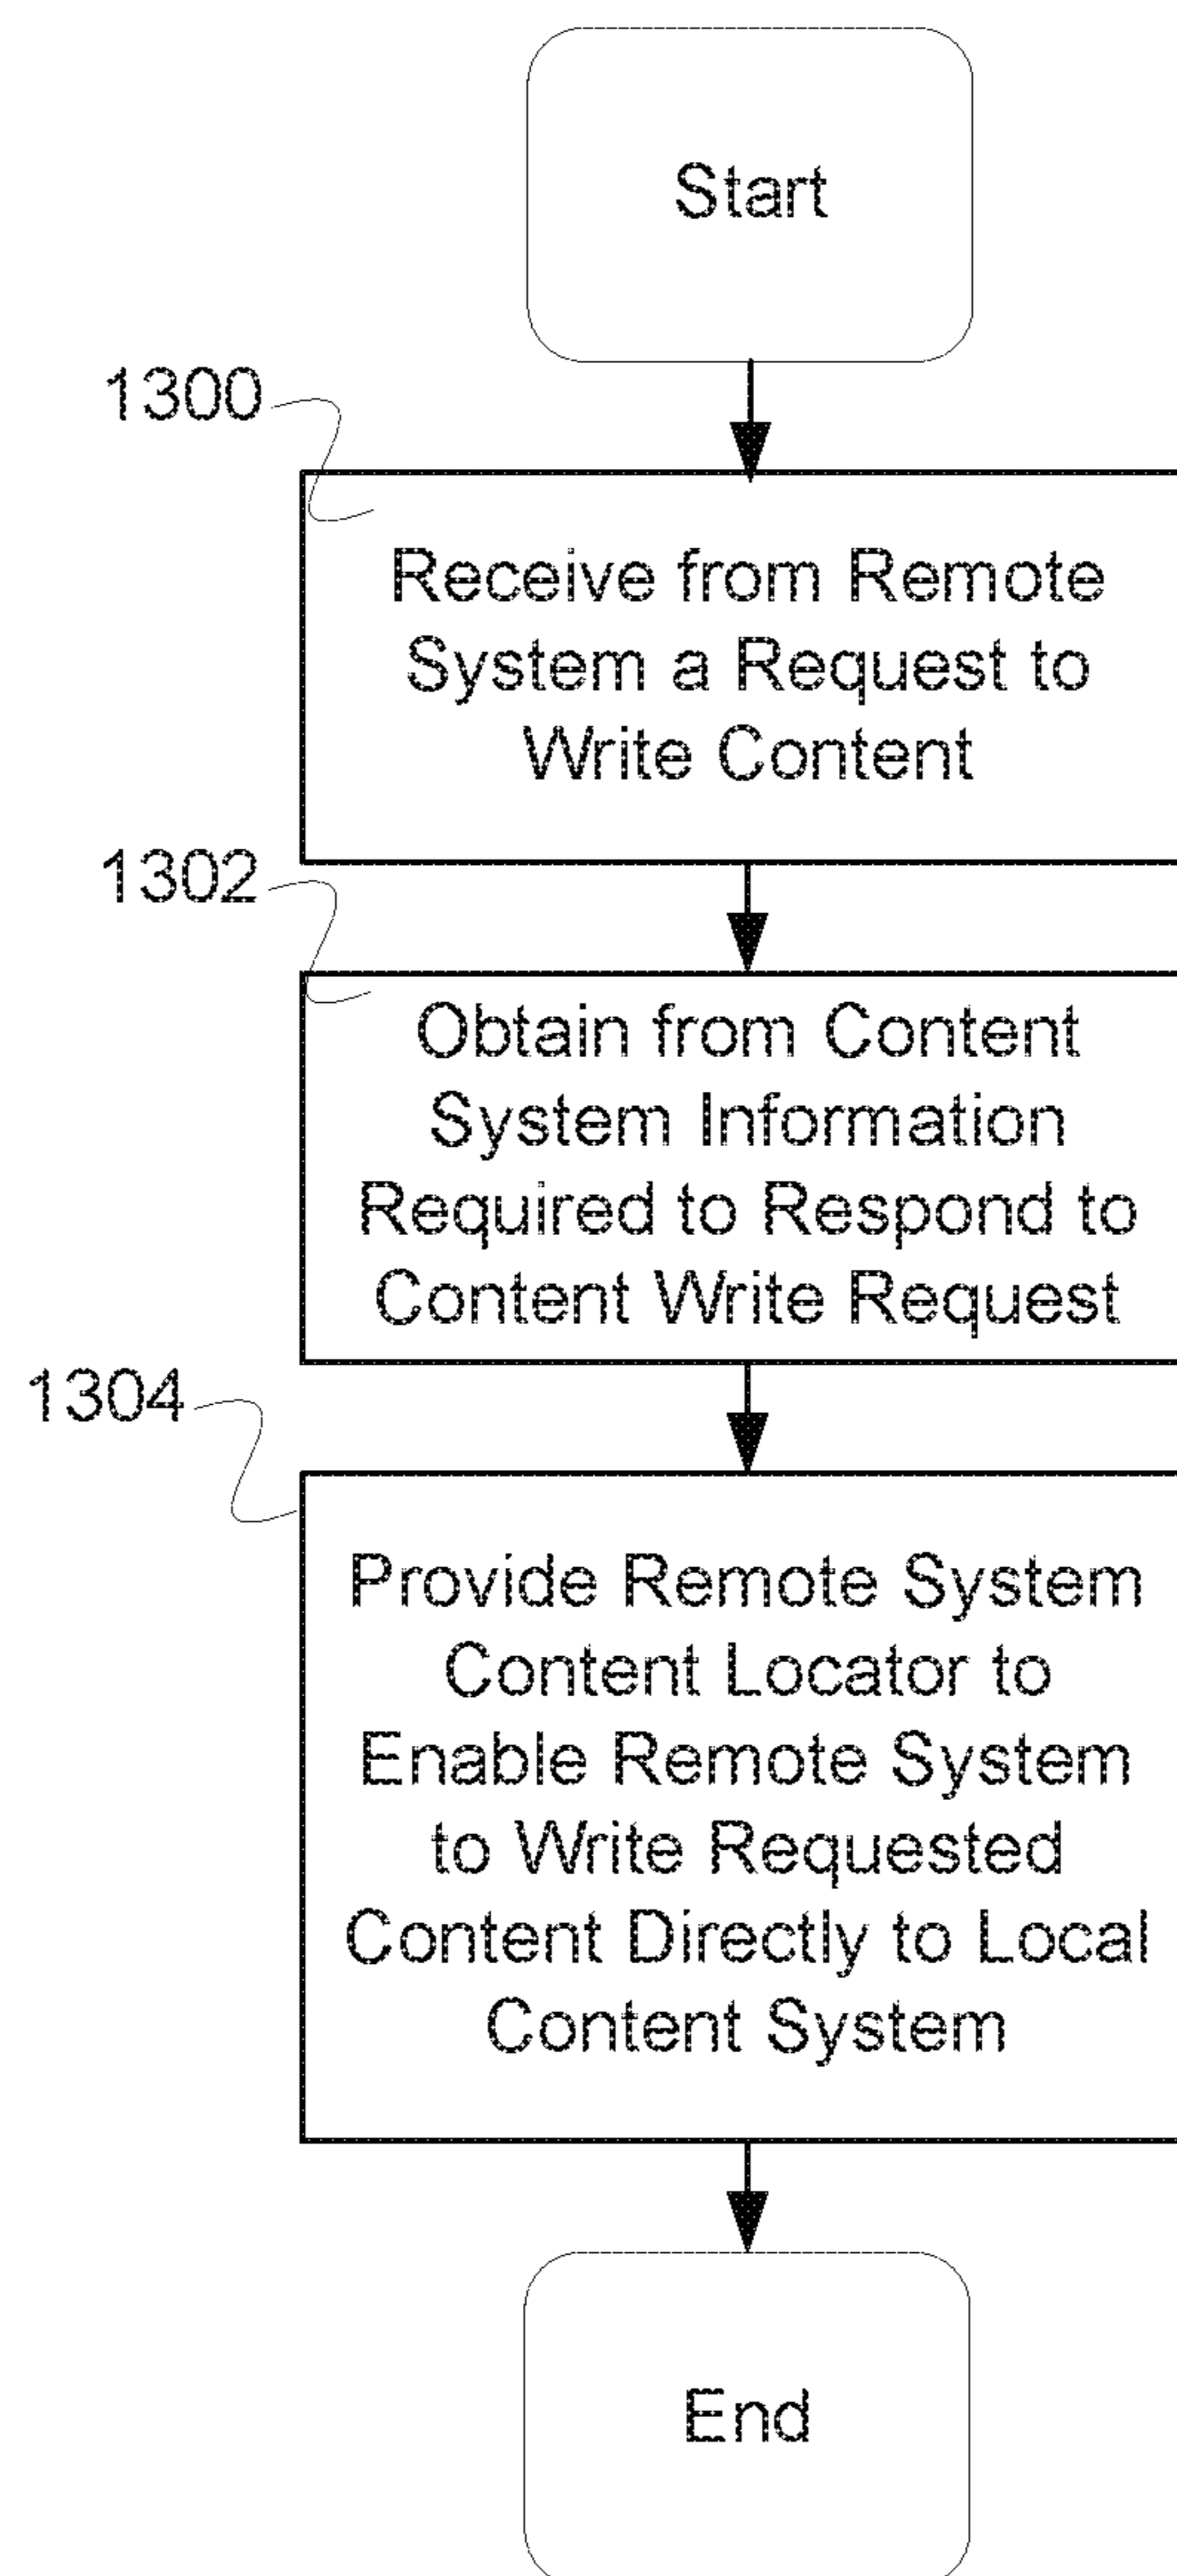 Start
1300
Receive from Remote
System a Request to
Write Content
1302
Obtain from Content
System Information
Required to Respond to
Content Write Request
1304
Provide Remote System
Content Locator to
Enable Remote System
to Write Requested
Content Directly to Local
Content System
End